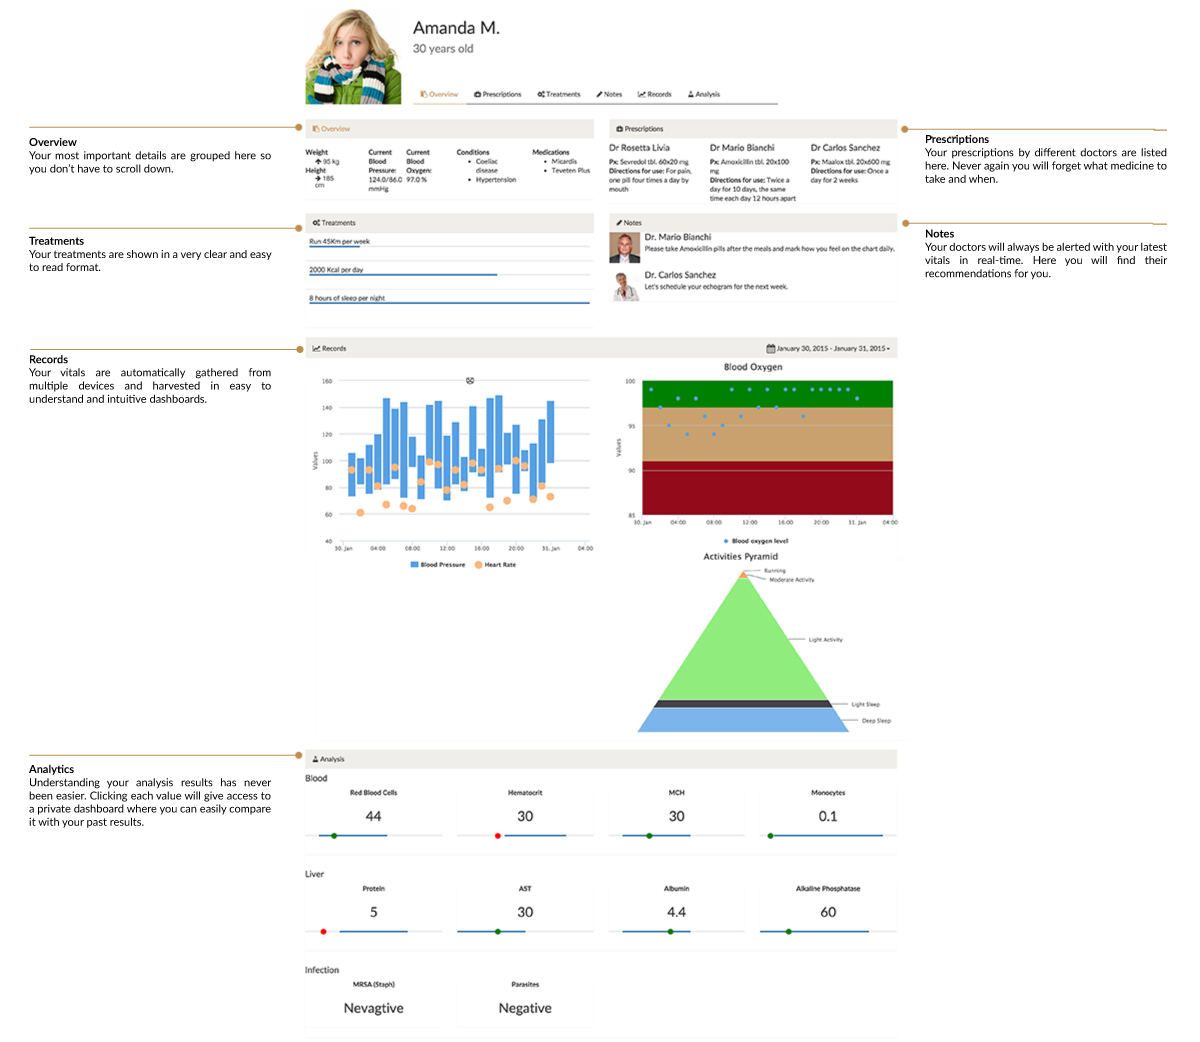 Amanda M.
30 years old
Overview Prescriptions Treatments Notes Records Analysis
Overview
Your most important details are grouped here so
you don't have to scroll down.
Overview
Weight
95 kg
Height
185
cm
Current
Blood
Pressure:
124.0/86.0
mmHg
Current
Blood
Oxygen:
97.0 %
Conditions
Coeliac
disease
Hypertension
Medications
Micardis
Teveten Plus
Prescriptions
Dr Rosetta Livia
Px: Sevredol tbl. 60x20 mg
Directions for use: For pain,
one pill four times a day by
mouth
Dr Mario Bianchi
Px: Amoxicillin tbl. 20x100
mg
Directions for use: Twice a
day for 10 days, the same
time each day 12 hours apart
Dr Carlos Sanchez
Px: Maalox tbl. 20x600 mg
Directions for use: Once a
day for 2 weeks
Prescriptions
Your prescriptions by different doctors are listed
here. Never again you will forget what medicine to
take and when.
Treatments
Your treatments are shown in a very clear and easy
to read format.
Treatments
Run 45Km per week
2000 Kcal per day
8 hours of sleep per night
Notes
Dr. Mario Bianchi
Please take Amoxicillin pills after the meals and mark how you feel on the chart daily.
Dr. Carlos Sanchez
Let's schedule your echogram for the next week.
Notes
Your doctors will always be alerted with your latest
vitals in real-time. Here you will find their
recommendations for you.
Records
Your vitals are automatically gathered from
multiple devices and harvested in easy to
understand and intuitive dashboards.
Records
January 30, 2015 - January 31, 2015
Values
160
140
120
100
80
60
40
30. Jan 04:00 08:00 12:00 16:00 20:00 31. Jan 04:00
Blood Pressure Heart Rate
Blood Oxygen
Values
100
95
90
85
30. Jan 04:00 08:00 12:00 16:00 20:00 31. Jan 04:00
Blood oxygen level
Activities Pyramid
Running
Moderate Activity
Light Activity
Light Sleep
Deep Sleep
Analytics
Understanding your analysis results has never
been easier. Clicking each value will give access to
a private dashboard where you can easily compare
it with your past results.
Analysis
Blood
Red Blood Cells Hematocrit MCH Monocytes
44 30 30 0.1
Liver
Protein AST Albumin Alkaline Phosphatase
5 30 4.4 60
Infection
MRSA (Staph) Parasites
Nevagtive Negative